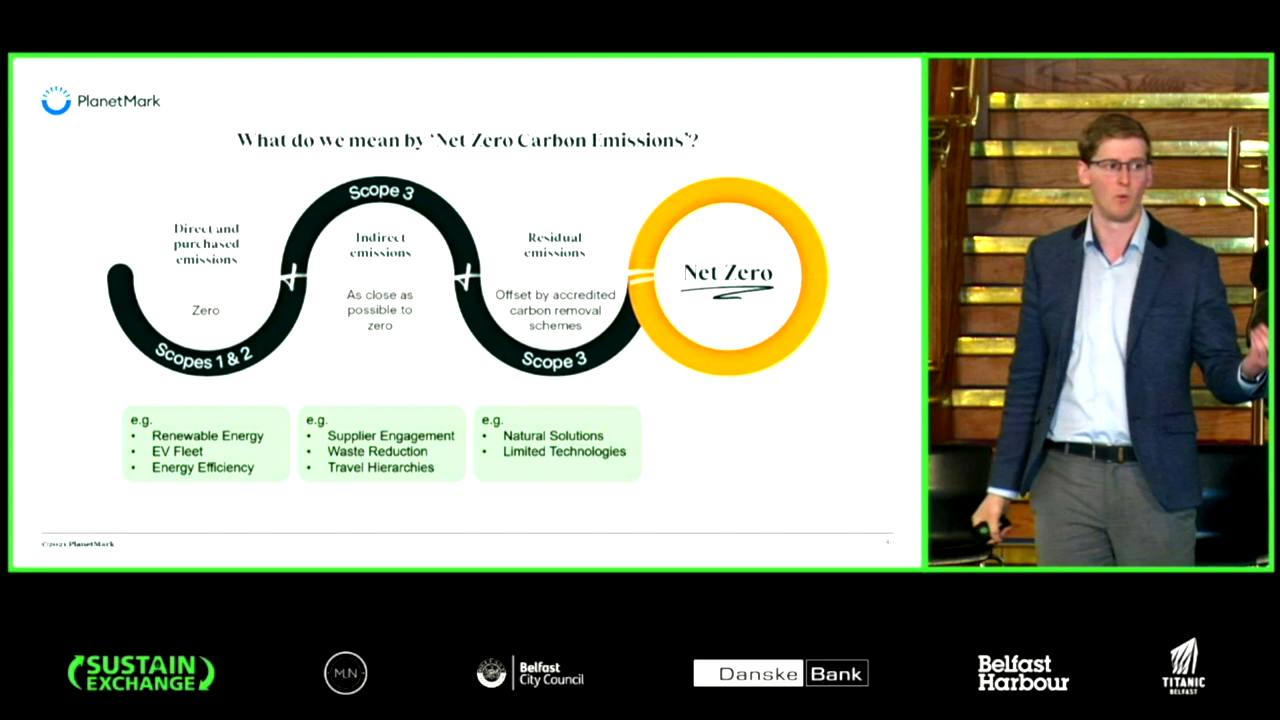 PlanetMark
What do we mean by ‘Net Zero Carbon Emissions’?
Scope 3
Direct and
purchased
emissions
Zero
Scopes 1 & 2
Indirect
emissions
As close as
possible to
zero
Residual
emissions
Offset by accredited
carbon removal
schemes
Scope 3
Net Zero
e.g.
• Renewable Energy
• EV Fleet
• Energy Efficiency
e.g.
• Supplier Engagement
• Waste Reduction
• Travel Hierarchies
e.g.
• Natural Solutions
• Limited Technologies
©2021 PlanetMark
SUSTAIN
EXCHANGE
M.N
Belfast
City Council
Danske Bank
Belfast
Harbour
TITANIC
BELFAST